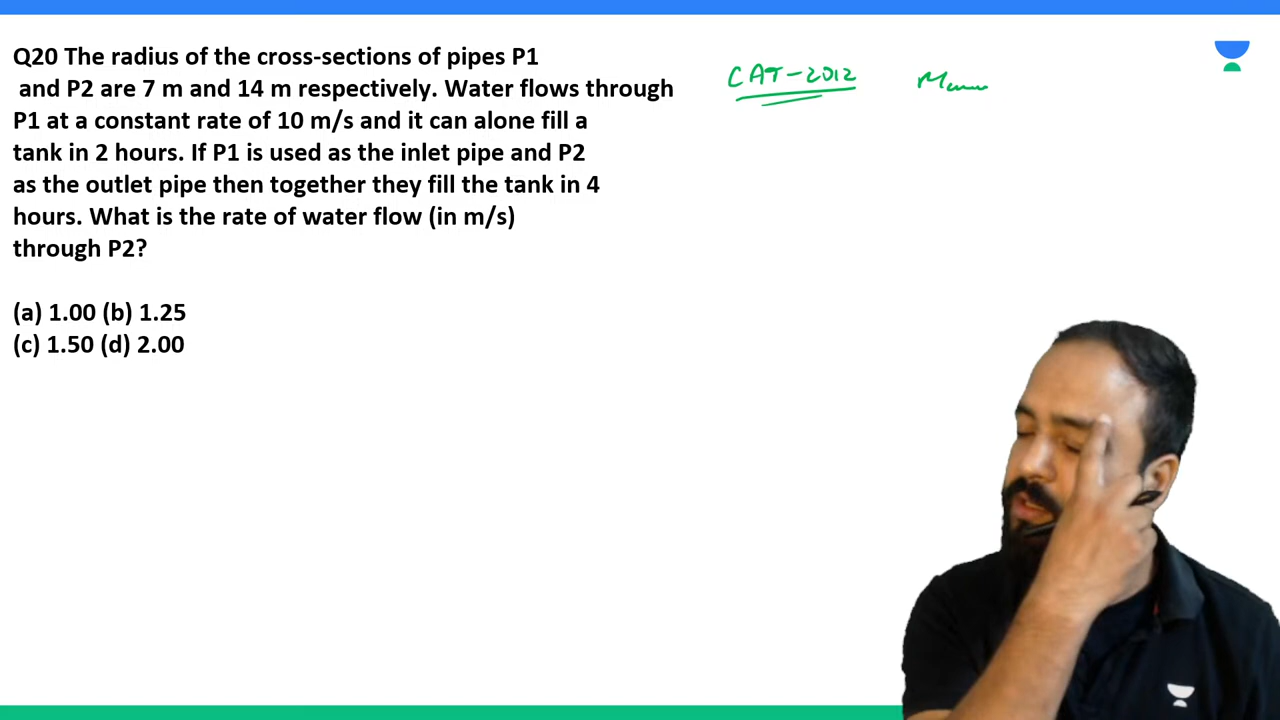 Q20 The radius of the cross-sections of pipes P1
and P2 are 7 m and 14 m respectively. Water flows through
P1 at a constant rate of 10 m/s and it can alone fill a
tank in 2 hours. If P1 is used as the inlet pipe and P2
as the outlet pipe then together they fill the tank in 4
hours. What is the rate of water flow (in m/s)
through P2?
(a) 1.00 (b) 1.25
(c) 1.50 (d) 2.00
CAT-2012